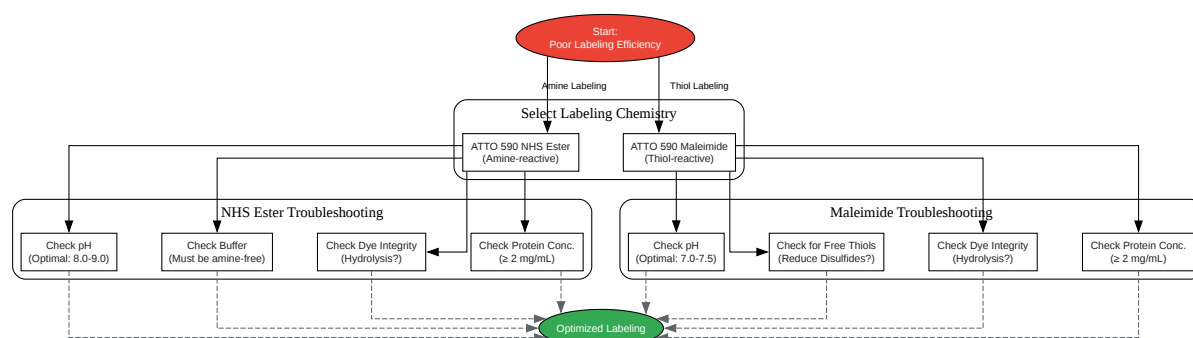 Start:
Poor Labeling Efficiency
Amine Labeling
Thiol Labeling
Select Labeling Chemistry
ATTO 590 NHS Ester
(Amine-reactive)
ATTO 590 Maleimide
(Thiol-reactive)
NHS Ester Troubleshooting
Check pH
(Optimal: 8.0-9.0)
Check Buffer
(Must be amine-free)
Check Dye Integrity
(Hydrolysis?)
Check Protein Conc.
(≥ 2 mg/mL)
Maleimide Troubleshooting
Check pH
(Optimal: 7.0-7.5)
Check for Free Thiols
(Reduce Disulfides?)
Check Dye Integrity
(Hydrolysis?)
Check Protein Conc.
(≥ 2 mg/mL)
Optimized Labeling